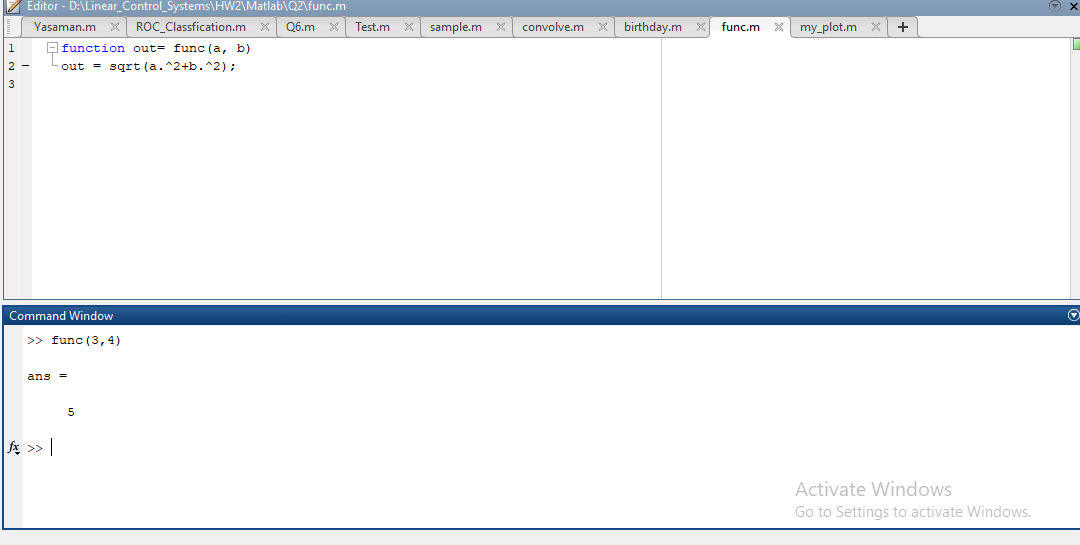 Editor - D:\Linear_Control_Systems\HW2\Matlab\Q2\func.m
Yasaman.m ROC_Classfication.m Q6.m Test.m sample.m convolve.m birthday.m func.m my_plot.m +
1 function out= func(a, b)
2 - out = sqrt(a.^2+b.^2);
3
Command Window
>> func(3,4)
ans =
5
fx >>
Activate Windows
Go to Settings to activate Windows.